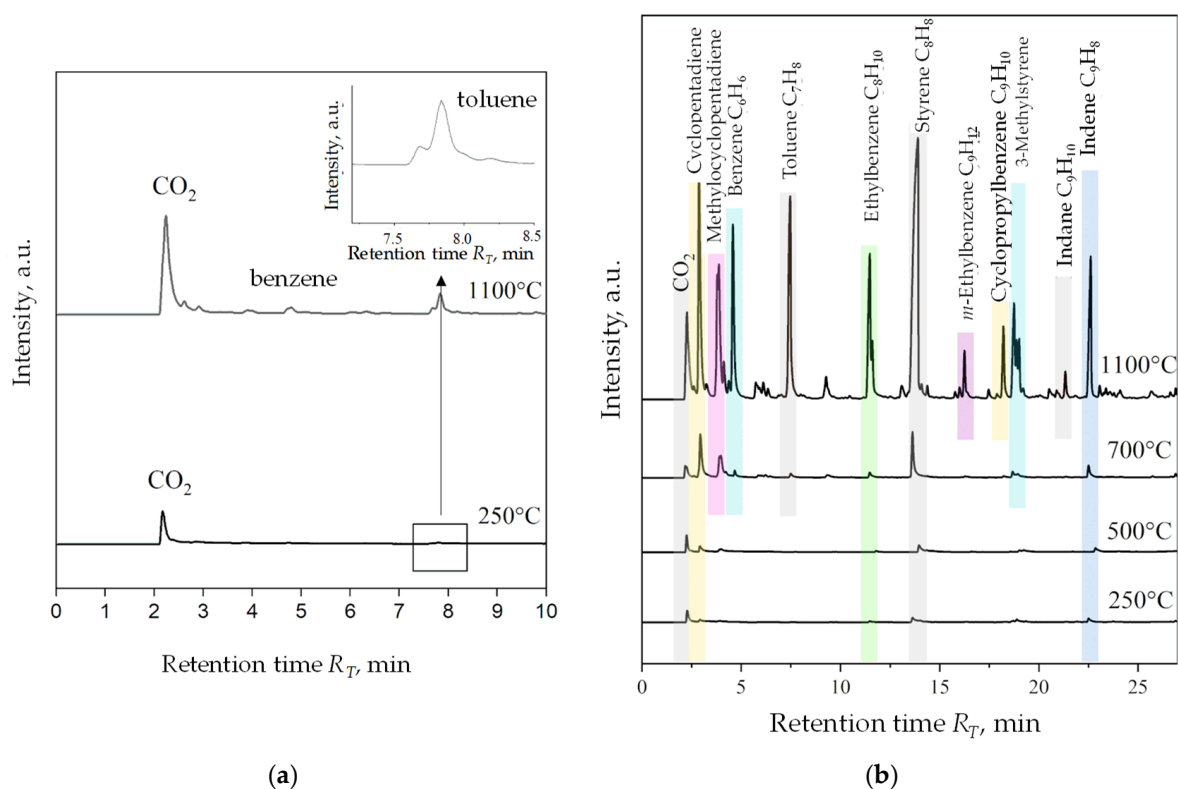 Intensity, a.u.
CO2
benzene
1100°C
toluene
Intensity, a.u.
7.5 8.0 8.5
Retention time RT, min
CO2
250°C
0 1 2 3 4 5 6 7 8 9 10
Retention time RT, min
(a)
Intensity, a.u.
CO2
Cyclopentadiene
Methylocyclopentadiene
Benzene C6H6
Toluene C7H8
Ethylbenzene C8H10
Styrene C8H8
m-Ethylbenzene C9H12
Cyclopropylbenzene C9H10
3-Methylstyrene
Indane C9H10
Indene C9H8
1100°C
700°C
500°C
250°C
0 5 10 15 20 25
Retention time RT, min
(b)